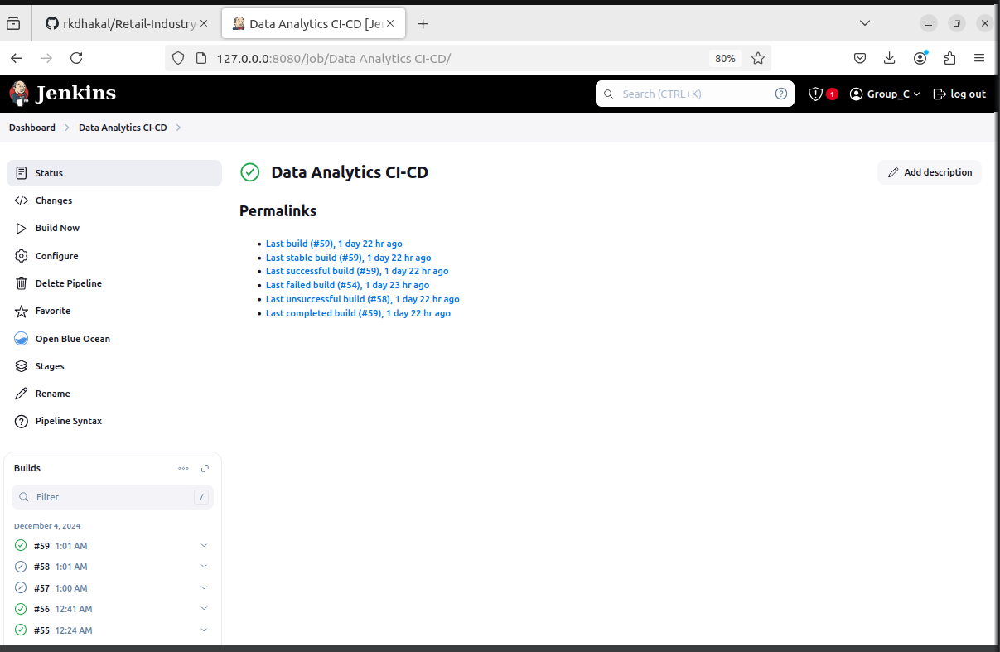 rkdhakal/Retail-Industry
Data Analytics CI-CD [Je
127.0.0.0:8080/job/Data Analytics CI-CD/
80%
Jenkins
Search (CTRL+K)
?
1
Group_C
log out
Dashboard
Data Analytics CI-CD
Status
Changes
Build Now
Configure
Delete Pipeline
Favorite
Open Blue Ocean
Stages
Rename
Pipeline Syntax
Data Analytics CI-CD
Add description
Permalinks
Last build (#59), 1 day 22 hr ago
Last stable build (#59), 1 day 22 hr ago
Last successful build (#59), 1 day 22 hr ago
Last failed build (#54), 1 day 23 hr ago
Last unsuccessful build (#58), 1 day 22 hr ago
Last completed build (#59), 1 day 22 hr ago
Builds
Filter /
December 4, 2024
#59 1:01 AM
#58 1:01 AM
#57 1:00 AM
#56 12:41 AM
#55 12:24 AM